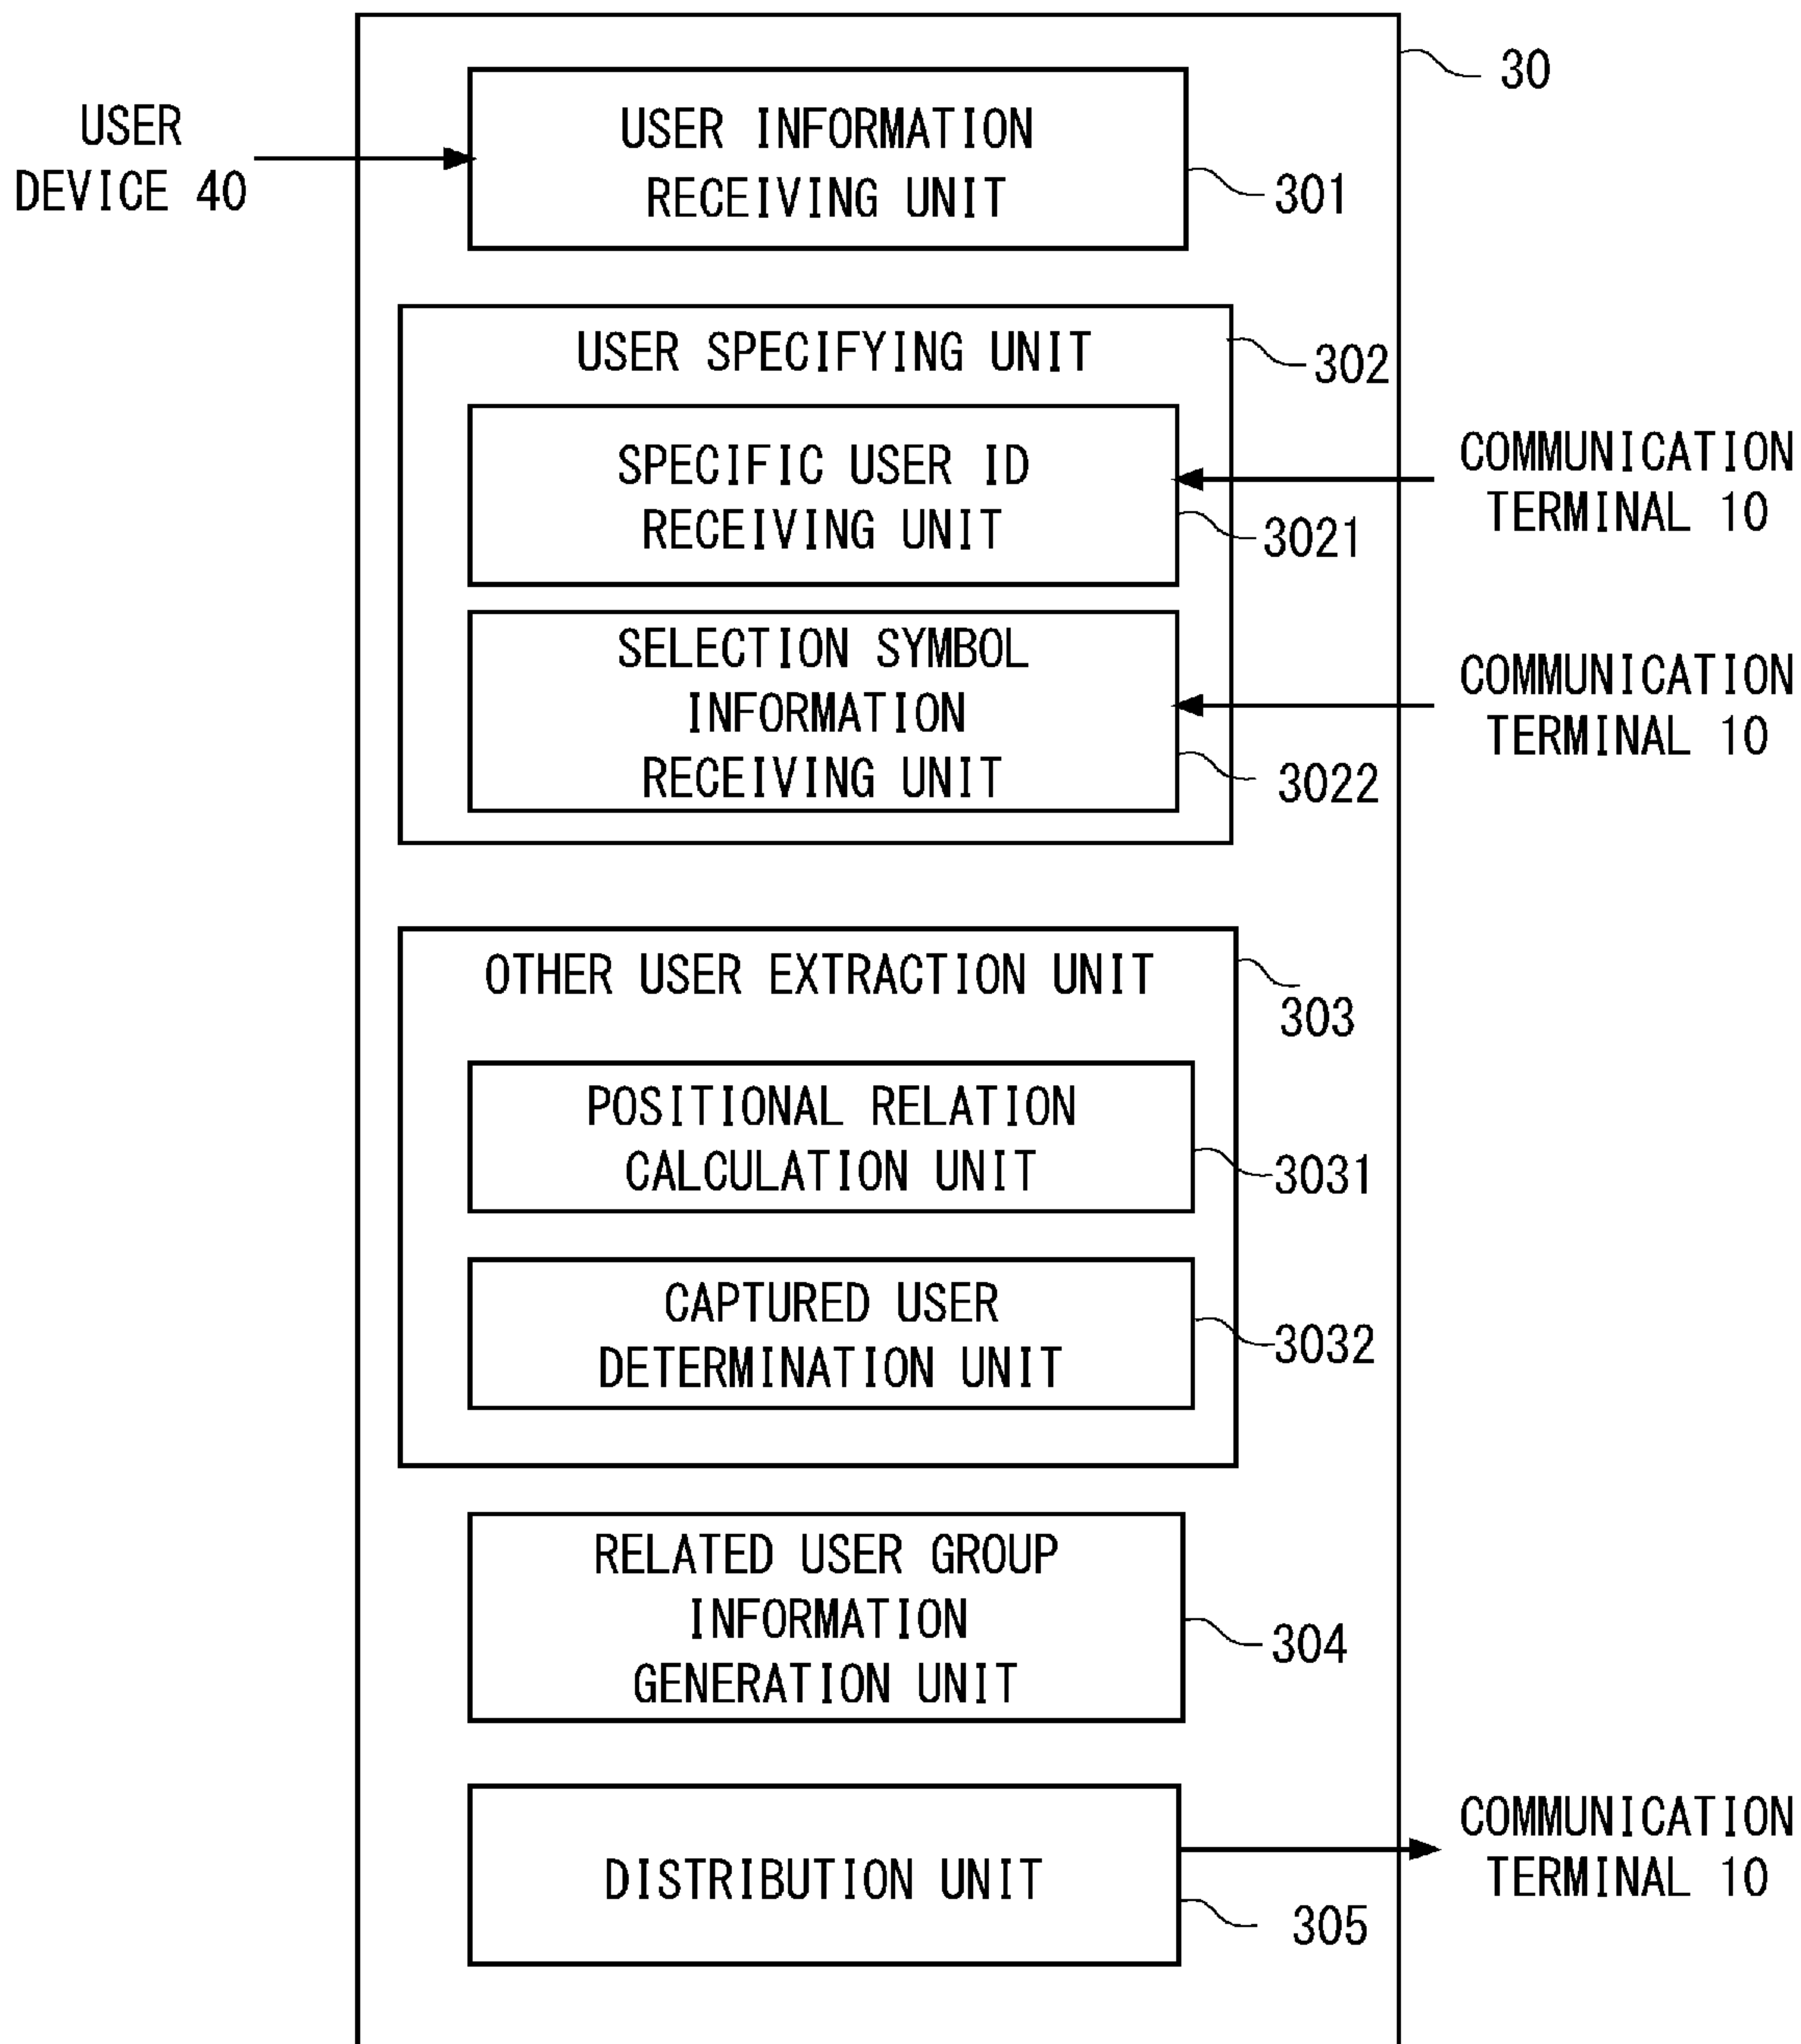 30
USER
DEVICE 40
USER INFORMATION
RECEIVING UNIT
301
USER SPECIFYING UNIT
302
SPECIFIC USER ID
RECEIVING UNIT
3021
COMMUNICATION
TERMINAL 10
SELECTION SYMBOL
INFORMATION
RECEIVING UNIT
3022
COMMUNICATION
TERMINAL 10
OTHER USER EXTRACTION UNIT
303
POSITIONAL RELATION
CALCULATION UNIT
3031
CAPTURED USER
DETERMINATION UNIT
3032
RELATED USER GROUP
INFORMATION
GENERATION UNIT
304
DISTRIBUTION UNIT
305
COMMUNICATION
TERMINAL 10